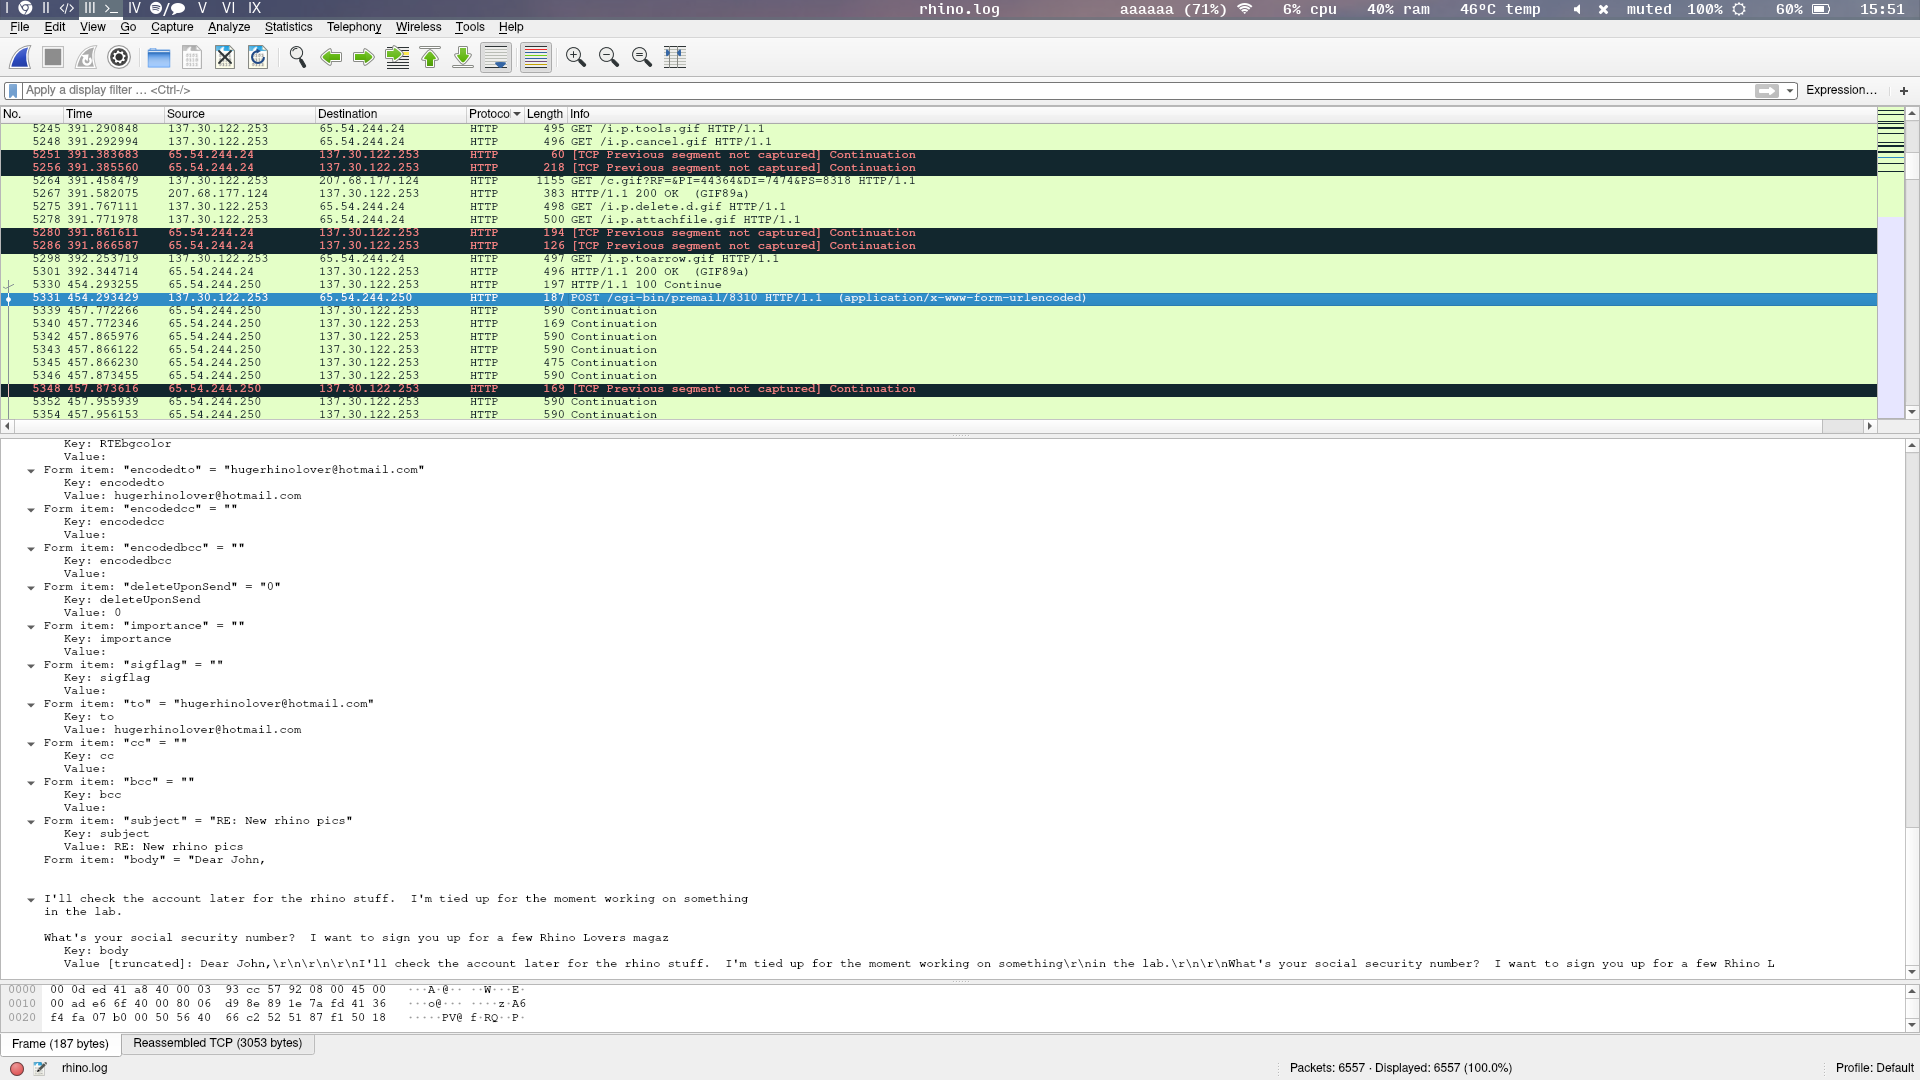 I II </> III >_ IV V VI IX rhino.log aaaaaa (71%) 6% cpu 40% ram 46ºC temp muted 100% 60% 15:51
File Edit View Go Capture Analyze Statistics Telephony Wireless Tools Help
Apply a display filter … <Ctrl-/> Expression… +
No. Time Source Destination Protoco Length Info
5245 391.290848 137.30.122.253 65.54.244.24 HTTP 495 GET /i.p.tools.gif HTTP/1.1
5248 391.292994 137.30.122.253 65.54.244.24 HTTP 496 GET /i.p.cancel.gif HTTP/1.1
5251 391.383683 65.54.244.24 137.30.122.253 HTTP 60 [TCP Previous segment not captured] Continuation
5256 391.385560 65.54.244.24 137.30.122.253 HTTP 218 [TCP Previous segment not captured] Continuation
5264 391.458479 137.30.122.253 207.68.177.124 HTTP 1155 GET /c.gif?RF=&PI=44364&DI=7474&PS=8318 HTTP/1.1
5267 391.582075 207.68.177.124 137.30.122.253 HTTP 383 HTTP/1.1 200 OK (GIF89a)
5275 391.767111 137.30.122.253 65.54.244.24 HTTP 498 GET /i.p.delete.d.gif HTTP/1.1
5278 391.771978 137.30.122.253 65.54.244.24 HTTP 500 GET /i.p.attachfile.gif HTTP/1.1
5280 391.861611 65.54.244.24 137.30.122.253 HTTP 194 [TCP Previous segment not captured] Continuation
5286 391.866587 65.54.244.24 137.30.122.253 HTTP 126 [TCP Previous segment not captured] Continuation
5298 392.253719 137.30.122.253 65.54.244.24 HTTP 497 GET /i.p.toarrow.gif HTTP/1.1
5301 392.344714 65.54.244.24 137.30.122.253 HTTP 496 HTTP/1.1 200 OK (GIF89a)
5330 454.293255 65.54.244.250 137.30.122.253 HTTP 197 HTTP/1.1 100 Continue
5331 454.293429 137.30.122.253 65.54.244.250 HTTP 187 POST /cgi-bin/premail/8310 HTTP/1.1 (application/x-www-form-urlencoded)
5339 457.772266 65.54.244.250 137.30.122.253 HTTP 590 Continuation
5340 457.772346 65.54.244.250 137.30.122.253 HTTP 169 Continuation
5342 457.865976 65.54.244.250 137.30.122.253 HTTP 590 Continuation
5343 457.866122 65.54.244.250 137.30.122.253 HTTP 590 Continuation
5345 457.866230 65.54.244.250 137.30.122.253 HTTP 475 Continuation
5346 457.873455 65.54.244.250 137.30.122.253 HTTP 590 Continuation
5348 457.873616 65.54.244.250 137.30.122.253 HTTP 169 [TCP Previous segment not captured] Continuation
5352 457.955939 65.54.244.250 137.30.122.253 HTTP 590 Continuation
5354 457.956153 65.54.244.250 137.30.122.253 HTTP 590 Continuation
Key: RTEbgcolor
Value:
Form item: "encodedto" = "hugerhinolover@hotmail.com"
Key: encodedto
Value: hugerhinolover@hotmail.com
Form item: "encodedcc" = ""
Key: encodedcc
Value:
Form item: "encodedbcc" = ""
Key: encodedbcc
Value:
Form item: "deleteUponSend" = "0"
Key: deleteUponSend
Value: 0
Form item: "importance" = ""
Key: importance
Value:
Form item: "sigflag" = ""
Key: sigflag
Value:
Form item: "to" = "hugerhinolover@hotmail.com"
Key: to
Value: hugerhinolover@hotmail.com
Form item: "cc" = ""
Key: cc
Value:
Form item: "bcc" = ""
Key: bcc
Value:
Form item: "subject" = "RE: New rhino pics"
Key: subject
Value: RE: New rhino pics
Form item: "body" = "Dear John,
I'll check the account later for the rhino stuff.  I'm tied up for the moment working on something
in the lab.
What's your social security number?  I want to sign you up for a few Rhino Lovers magaz
Key: body
Value [truncated]: Dear John,\r\n\r\n\r\nI'll check the account later for the rhino stuff.  I'm tied up for the moment working on something\r\nin the lab.\r\n\r\nWhat's your social security number?  I want to sign you up for a few Rhino L
0000 00 0d ed 41 a8 40 00 03 93 cc 57 92 08 00 45 00 ···A·@·· ··W···E·
0010 00 ad e6 6f 40 00 80 06 d9 8e 89 1e 7a fd 41 36 ···o@··· ····z·A6
0020 f4 fa 07 b0 00 50 56 40 66 c2 52 51 87 f1 50 18 ·····PV@ f·RQ··P·
Frame (187 bytes) Reassembled TCP (3053 bytes)
rhino.log Packets: 6557 · Displayed: 6557 (100.0%) Profile: Default